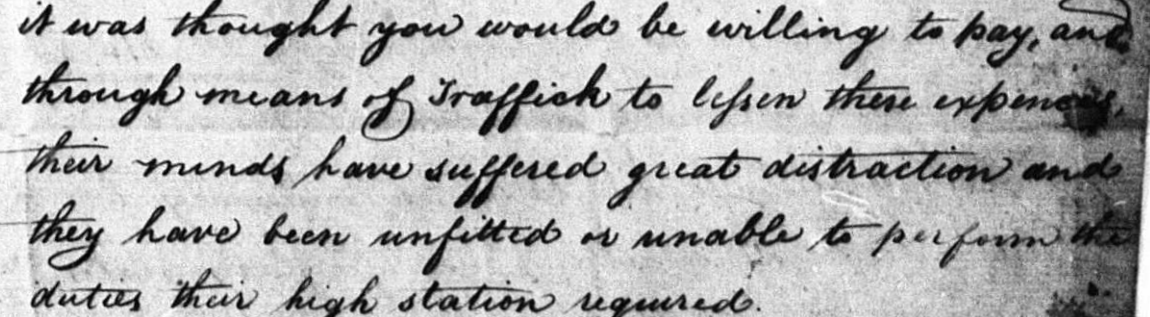 it was thought you would be willing to pay, and
through means of Traffick to lessen these expences,
their minds have suffered great distraction and
they have been unfitted or unable to perform the
duties their high station required.